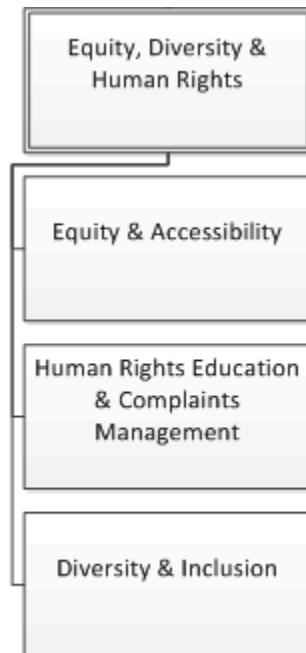 Equity, Diversity &
Human Rights
Equity & Accessibility
Human Rights Education
& Complaints
Management
Diversity & Inclusion